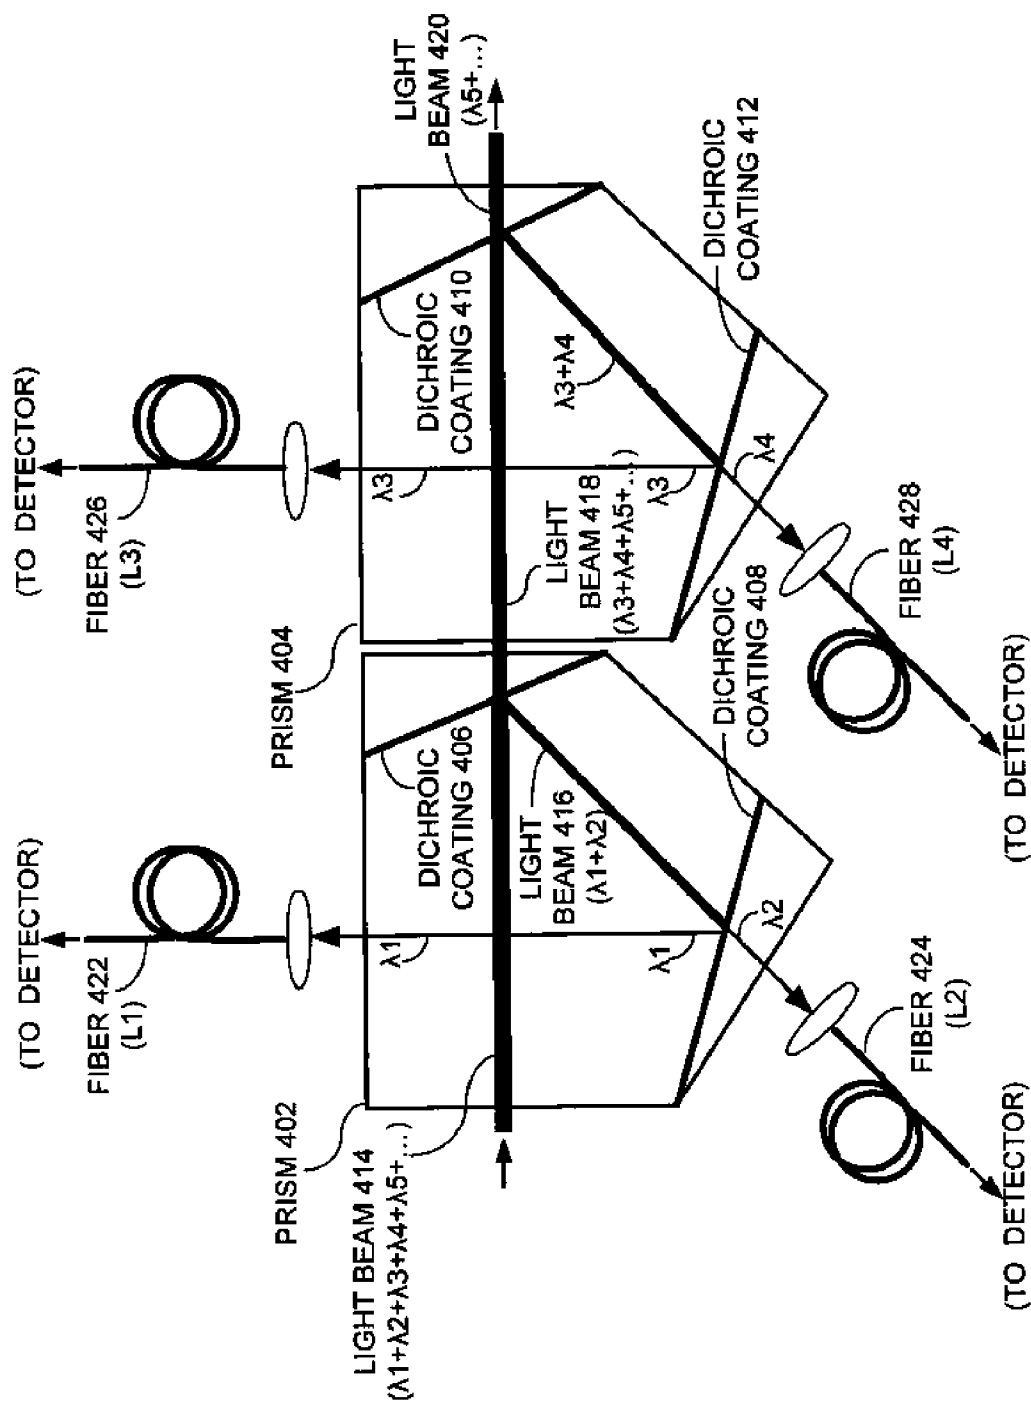 (TO DETECTOR)
FIBER 422
(L1)
(TO DETECTOR)
FIBER 426
(L3)
PRISM 402
PRISM 404
LIGHT BEAM 414
(λ1+λ2+λ3+λ4+λ5+...)
λ1
DICHROIC
COATING 406
λ3
DICHROIC
COATING 410
LIGHT
BEAM 420
(λ5+...)
LIGHT
BEAM 416
(λ1+λ2)
LIGHT
BEAM 418
(λ3+λ4+λ5+...)
λ3+λ4
λ1
λ2
λ3
λ4
DICHROIC
COATING 408
DICHROIC
COATING 412
FIBER 424
(L2)
(TO DETECTOR)
FIBER 428
(L4)
(TO DETECTOR)